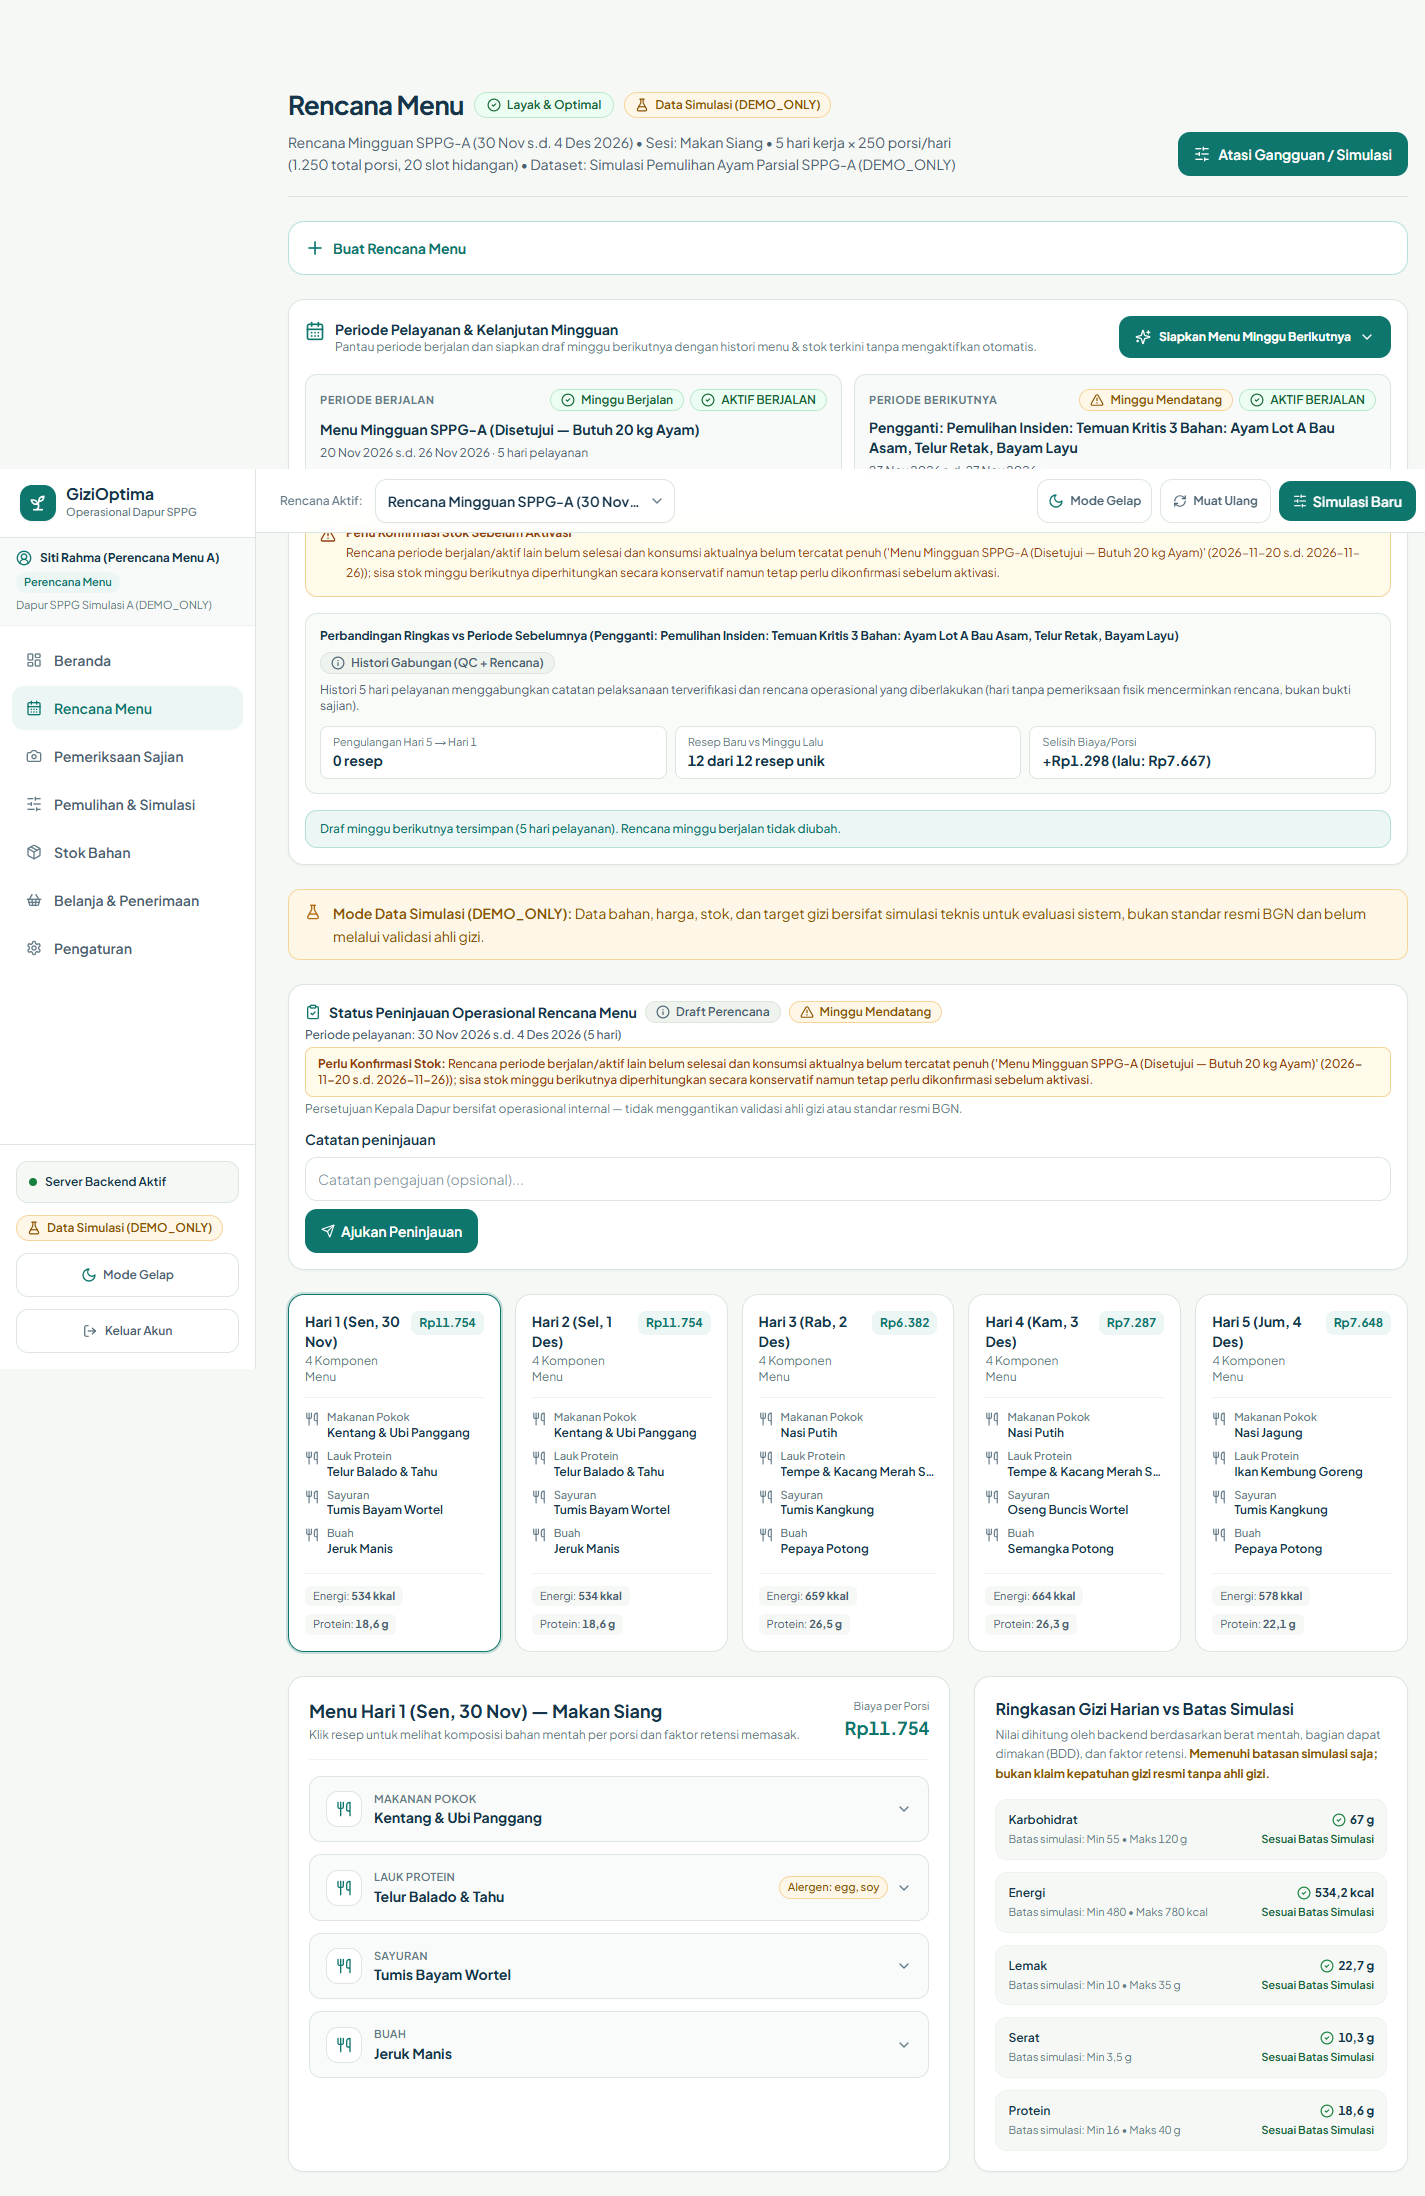 Rencana Menu
Layak & Optimal
Data Simulasi (DEMO_ONLY)
Rencana Mingguan SPPG-A (30 Nov s.d. 4 Des 2026) • Sesi: Makan Siang • 5 hari kerja × 250 porsi/hari
(1.250 total porsi, 20 slot hidangan) • Dataset: Simulasi Pemulihan Ayam Parsial SPPG-A (DEMO_ONLY)
Atasi Gangguan / Simulasi
Buat Rencana Menu
Periode Pelayanan & Kelanjutan Mingguan
Pantau periode berjalan dan siapkan draf minggu berikutnya dengan histori menu & stok terkini tanpa mengaktifkan otomatis.
Siapkan Menu Minggu Berikutnya
PERIODE BERJALAN
Minggu Berjalan
AKTIF BERJALAN
Menu Mingguan SPPG-A (Disetujui — Butuh 20 kg Ayam)
20 Nov 2026 s.d. 26 Nov 2026 · 5 hari pelayanan
PERIODE BERIKUTNYA
Minggu Mendatang
AKTIF BERJALAN
Pengganti: Pemulihan Insiden: Temuan Kritis 3 Bahan: Ayam Lot A Bau
Asam, Telur Retak, Bayam Layu
GiziOptima
Operasional Dapur SPPG
Rencana Aktif:
Rencana Mingguan SPPG-A (30 Nov...
Mode Gelap
Muat Ulang
Simulasi Baru
Siti Rahma (Perencana Menu A)
Perencana Menu
Dapur SPPG Simulasi A (DEMO_ONLY)
Beranda
Rencana Menu
Pemeriksaan Sajian
Pemulihan & Simulasi
Stok Bahan
Belanja & Penerimaan
Pengaturan
Server Backend Aktif
Data Simulasi (DEMO_ONLY)
Mode Gelap
Keluar Akun
Perlu Konfirmasi Stok Sebelum Aktivasi
Rencana periode berjalan/aktif lain belum selesai dan konsumsi aktualnya belum tercatat penuh ('Menu Mingguan SPPG-A (Disetujui — Butuh 20 kg Ayam)' (2026-11-20 s.d. 2026-11-
26)); sisa stok minggu berikutnya diperhitungkan secara konservatif namun tetap perlu dikonfirmasi sebelum aktivasi.
Perbandingan Ringkas vs Periode Sebelumnya (Pengganti: Pemulihan Insiden: Temuan Kritis 3 Bahan: Ayam Lot A Bau Asam, Telur Retak, Bayam Layu)
Histori Gabungan (QC + Rencana)
Histori 5 hari pelayanan menggabungkan catatan pelaksanaan terverifikasi dan rencana operasional yang diberlakukan (hari tanpa pemeriksaan fisik mencerminkan rencana, bukan bukti
sajian).
Pengulangan Hari 5 → Hari 1
0 resep
Resep Baru vs Minggu Lalu
12 dari 12 resep unik
Selisih Biaya/Porsi
+Rp1.298 (lalu: Rp7.667)
Draf minggu berikutnya tersimpan (5 hari pelayanan). Rencana minggu berjalan tidak diubah.
Mode Data Simulasi (DEMO_ONLY): Data bahan, harga, stok, dan target gizi bersifat simulasi teknis untuk evaluasi sistem, bukan standar resmi BGN dan belum
melalui validasi ahli gizi.
Status Peninjauan Operasional Rencana Menu
Draft Perencana
Minggu Mendatang
Periode pelayanan: 30 Nov 2026 s.d. 4 Des 2026 (5 hari)
Perlu Konfirmasi Stok: Rencana periode berjalan/aktif lain belum selesai dan konsumsi aktualnya belum tercatat penuh ('Menu Mingguan SPPG-A (Disetujui — Butuh 20 kg Ayam)' (2026-
11-20 s.d. 2026-11-26)); sisa stok minggu berikutnya diperhitungkan secara konservatif namun tetap perlu dikonfirmasi sebelum aktivasi.
Persetujuan Kepala Dapur bersifat operasional internal — tidak menggantikan validasi ahli gizi atau standar resmi BGN.
Catatan peninjauan
Catatan pengajuan (opsional)...
Ajukan Peninjauan
Hari 1 (Sen, 30
Nov)
Rp11.754
4 Komponen
Menu
Makanan Pokok
Kentang & Ubi Panggang
Lauk Protein
Telur Balado & Tahu
Sayuran
Tumis Bayam Wortel
Buah
Jeruk Manis
Energi: 534 kkal
Protein: 18,6 g
Hari 2 (Sel, 1
Des)
Rp11.754
4 Komponen
Menu
Makanan Pokok
Kentang & Ubi Panggang
Lauk Protein
Telur Balado & Tahu
Sayuran
Tumis Bayam Wortel
Buah
Jeruk Manis
Energi: 534 kkal
Protein: 18,6 g
Hari 3 (Rab, 2
Des)
Rp6.382
4 Komponen
Menu
Makanan Pokok
Nasi Putih
Lauk Protein
Tempe & Kacang Merah S...
Sayuran
Tumis Kangkung
Buah
Pepaya Potong
Energi: 659 kkal
Protein: 26,5 g
Hari 4 (Kam, 3
Des)
Rp7.287
4 Komponen
Menu
Makanan Pokok
Nasi Putih
Lauk Protein
Tempe & Kacang Merah S...
Sayuran
Oseng Buncis Wortel
Buah
Semangka Potong
Energi: 664 kkal
Protein: 26,3 g
Hari 5 (Jum, 4
Des)
Rp7.648
4 Komponen
Menu
Makanan Pokok
Nasi Jagung
Lauk Protein
Ikan Kembung Goreng
Sayuran
Tumis Kangkung
Buah
Pepaya Potong
Energi: 578 kkal
Protein: 22,1 g
Menu Hari 1 (Sen, 30 Nov) — Makan Siang
Klik resep untuk melihat komposisi bahan mentah per porsi dan faktor retensi memasak.
Biaya per Porsi
Rp11.754
MAKANAN POKOK
Kentang & Ubi Panggang
LAUK PROTEIN
Telur Balado & Tahu
Alergen: egg, soy
SAYURAN
Tumis Bayam Wortel
BUAH
Jeruk Manis
Ringkasan Gizi Harian vs Batas Simulasi
Nilai dihitung oleh backend berdasarkan berat mentah, bagian dapat
dimakan (BDD), dan faktor retensi. Memenuhi batasan simulasi saja;
bukan klaim kepatuhan gizi resmi tanpa ahli gizi.
Karbohidrat
67 g
Batas simulasi: Min 55 • Maks 120 g
Sesuai Batas Simulasi
Energi
534,2 kcal
Batas simulasi: Min 480 • Maks 780 kcal
Sesuai Batas Simulasi
Lemak
22,7 g
Batas simulasi: Min 10 • Maks 35 g
Sesuai Batas Simulasi
Serat
10,3 g
Batas simulasi: Min 3,5 g
Sesuai Batas Simulasi
Protein
18,6 g
Batas simulasi: Min 16 • Maks 40 g
Sesuai Batas Simulasi